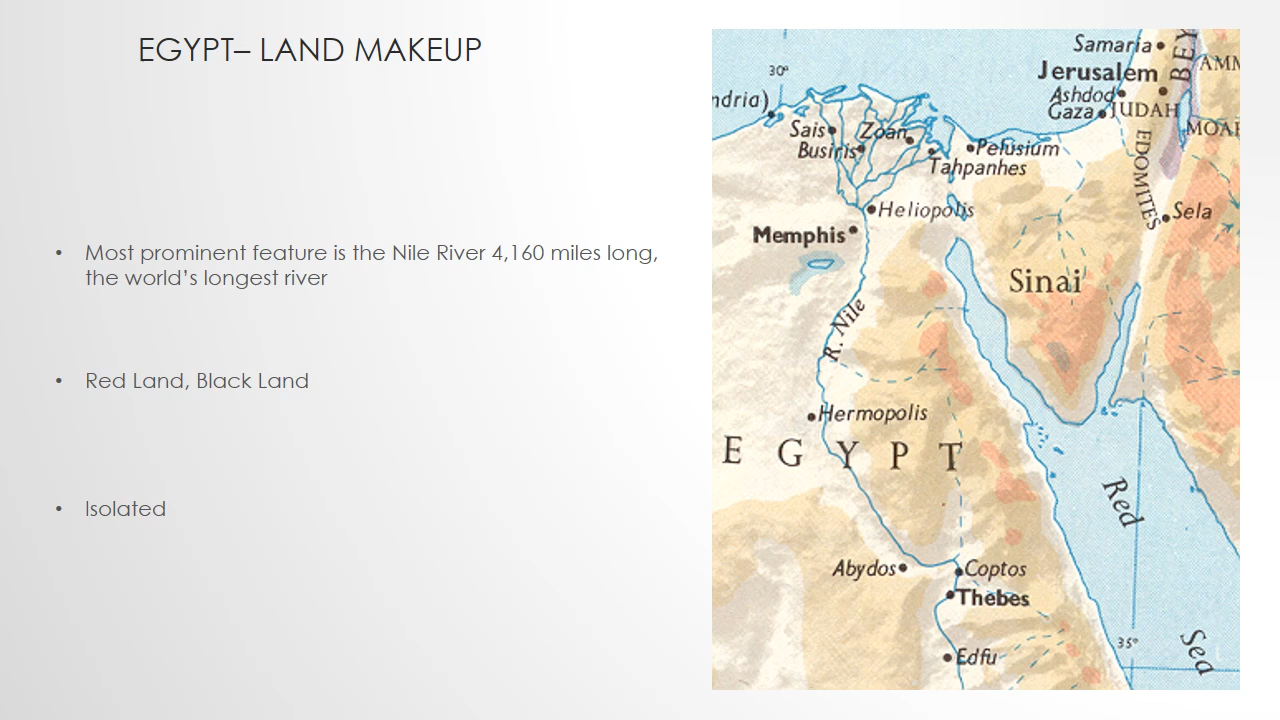 EGYPT– LAND MAKEUP
• Most prominent feature is the Nile River 4,160 miles long,
the world's longest river
• Red Land, Black Land
• Isolated
Samaria
BEY
AMM
30°
Jerusalem
ndria)
Ashdod
Gaza
JUDAH
MOAB
Sais
Zoan
Busiris
Pelusium
Tahpanhes
EDOMITES
Heliopolis
Sela
Memphis
Sinai
R. Nile
Hermopolis
EGYPT
Red
Abydos
Coptos
Thebes
35°
Sea
Edfu